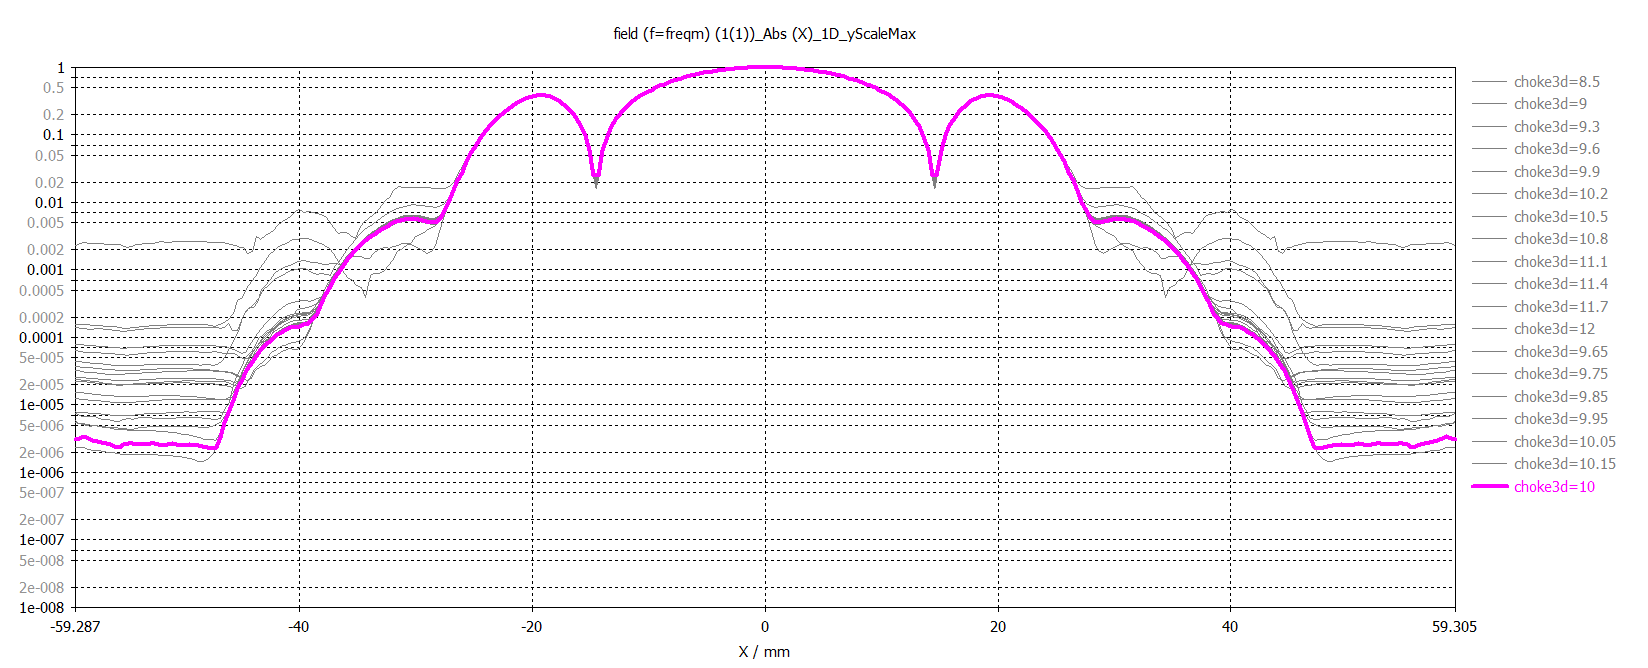 field (f=freqm) (1(1))_Abs (X)_1D_yScaleMax
1
0.5
0.2
0.1
0.05
0.02
0.01
0.005
0.002
0.001
0.0005
0.0002
0.0001
5e-005
2e-005
1e-005
5e-006
2e-006
1e-006
5e-007
2e-007
1e-007
5e-008
2e-008
1e-008
-59.287
-40
-20
0
20
40
59.305
X / mm
choke3d=8.5
choke3d=9
choke3d=9.3
choke3d=9.6
choke3d=9.9
choke3d=10.2
choke3d=10.5
choke3d=10.8
choke3d=11.1
choke3d=11.4
choke3d=11.7
choke3d=12
choke3d=9.65
choke3d=9.75
choke3d=9.85
choke3d=9.95
choke3d=10.05
choke3d=10.15
choke3d=10